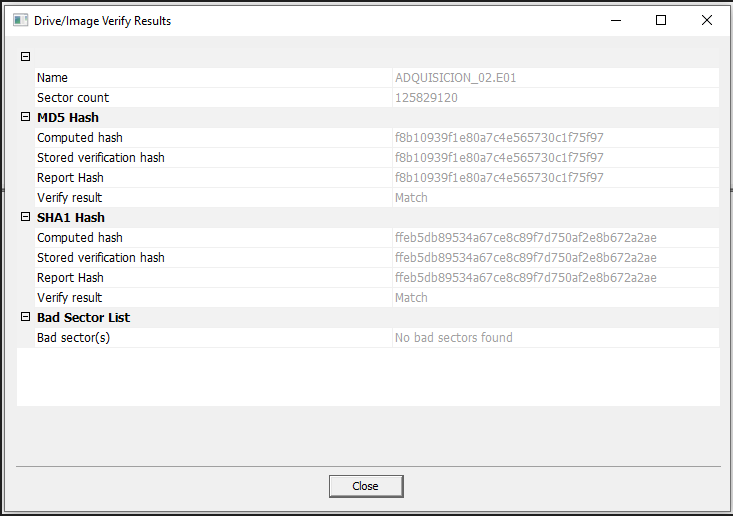 Drive/Image Verify Results
Name ADQUISICION_02.E01
Sector count 125829120
MD5 Hash
Computed hash f8b10939f1e80a7c4e565730c1f75f97
Stored verification hash f8b10939f1e80a7c4e565730c1f75f97
Report Hash f8b10939f1e80a7c4e565730c1f75f97
Verify result Match
SHA1 Hash
Computed hash ffeb5db89534a67ce8c89f7d750af2e8b672a2ae
Stored verification hash ffeb5db89534a67ce8c89f7d750af2e8b672a2ae
Report Hash ffeb5db89534a67ce8c89f7d750af2e8b672a2ae
Verify result Match
Bad Sector List
Bad sector(s) No bad sectors found
Close